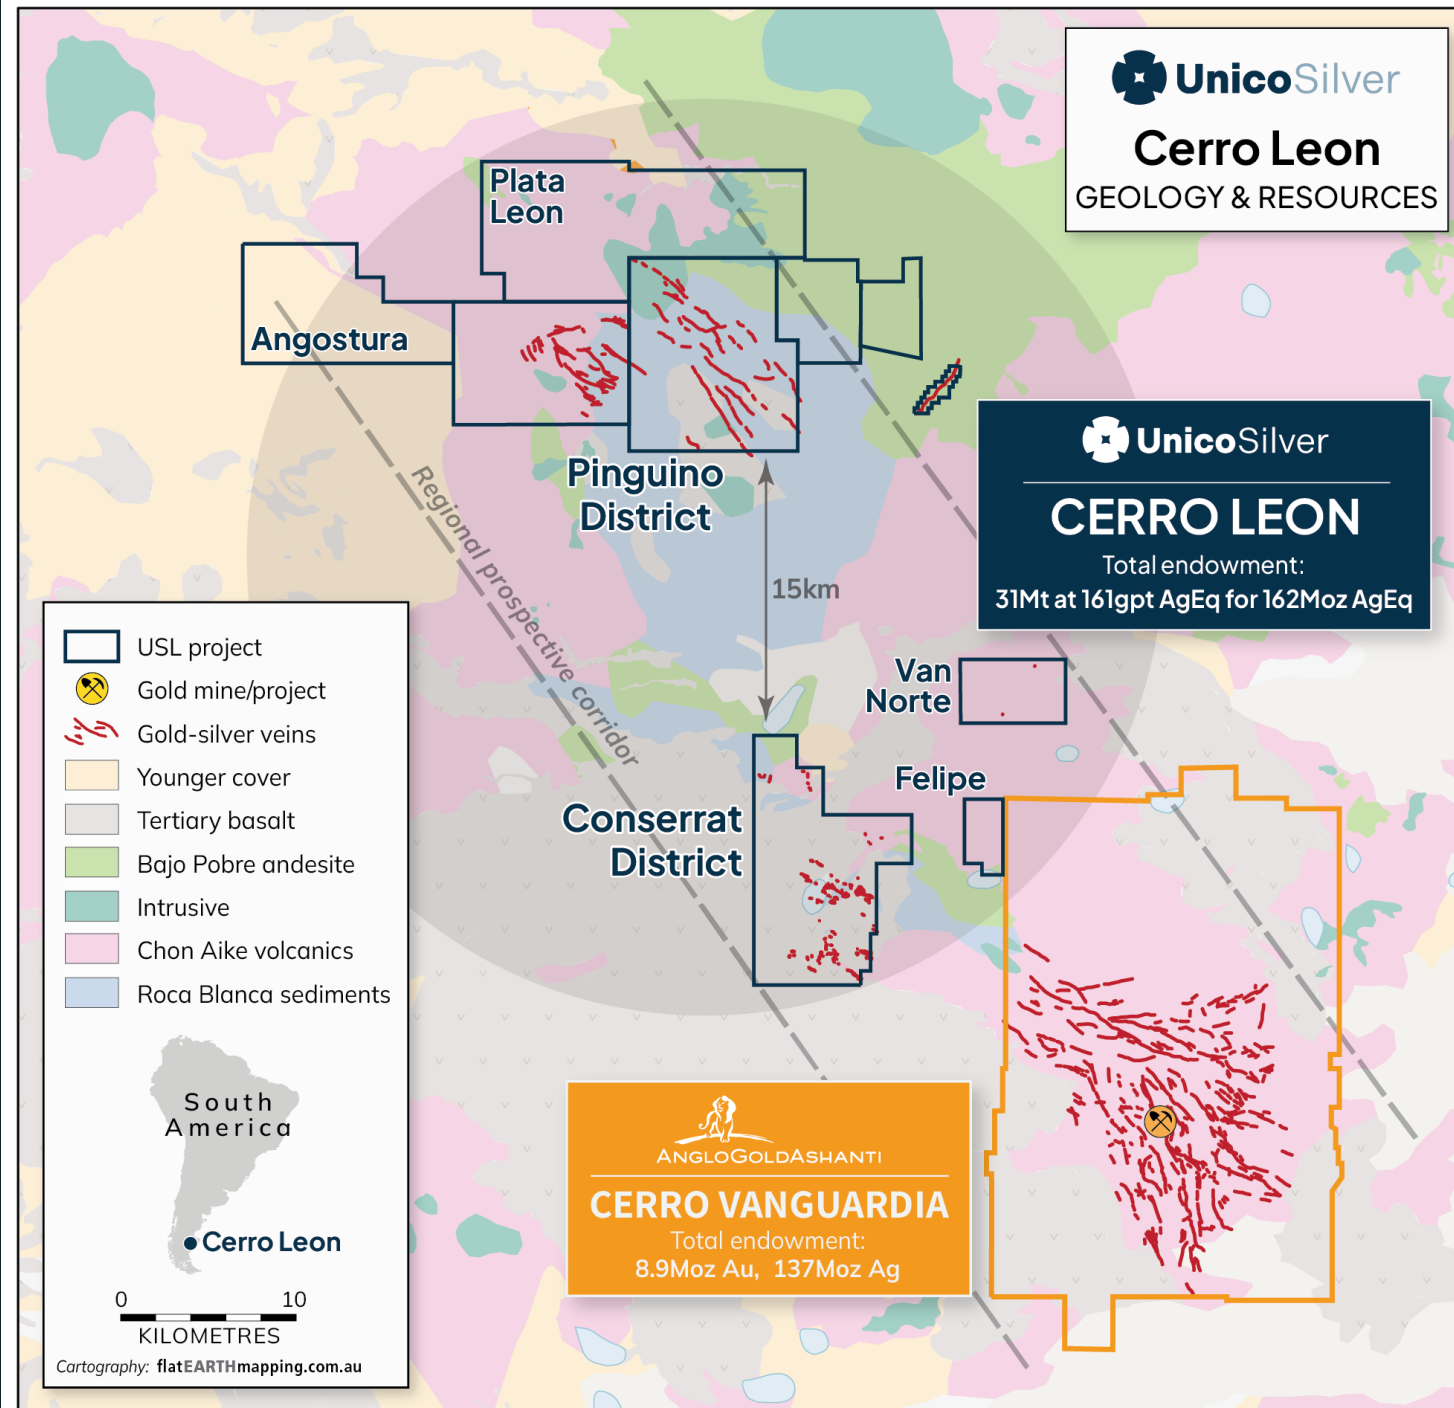 UnicoSilver
Cerro Leon
GEOLOGY & RESOURCES
Plata
Leon
Angostura
Pinguino
District
Regional prospective corridor
15km
UnicoSilver
CERRO LEON
Total endowment:
31Mt at 161gpt AgEq for 162Moz AgEq
Van
Norte
Felipe
Conserrat
District
USL project
Gold mine/project
Gold-silver veins
Younger cover
Tertiary basalt
Bajo Pobre andesite
Intrusive
Chon Aike volcanics
Roca Blanca sediments
South
America
Cerro Leon
0 10
KILOMETRES
Cartography: flatEARTHmapping.com.au
ANGLOGOLDASHANTI
CERRO VANGUARDIA
Total endowment:
8.9Moz Au, 137Moz Ag